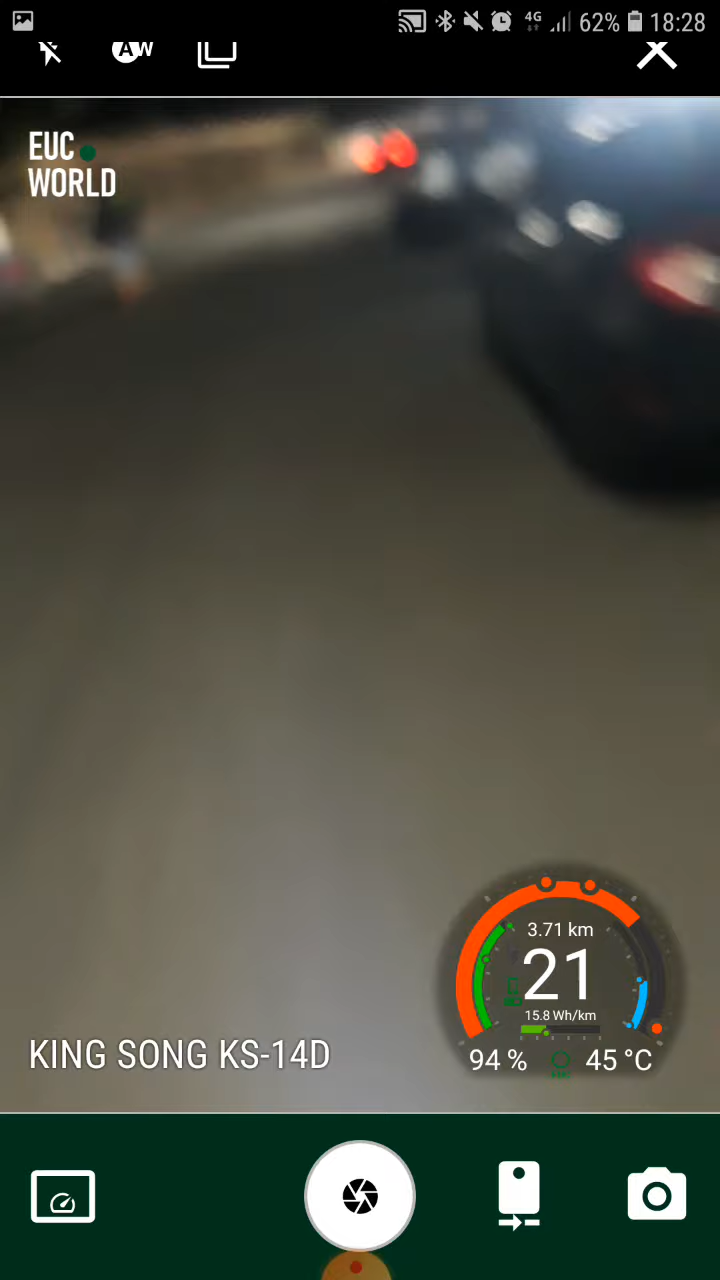 4G 62% 18:28
AW
EUC
WORLD
3.71 km
21
15.8 Wh/km
94 % 45 °C
KING SONG KS-14D